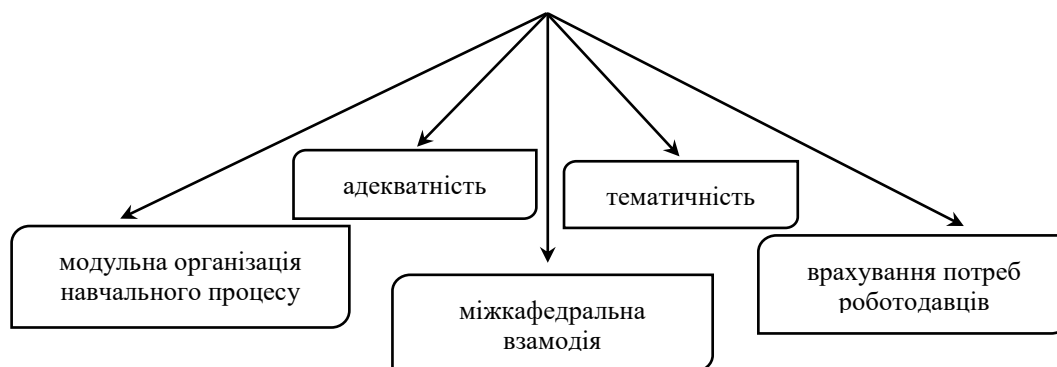 адекватність
тематичність
модульна організація
навчального процесу
міжкафедральна
взамодія
врахування потреб
роботодавців